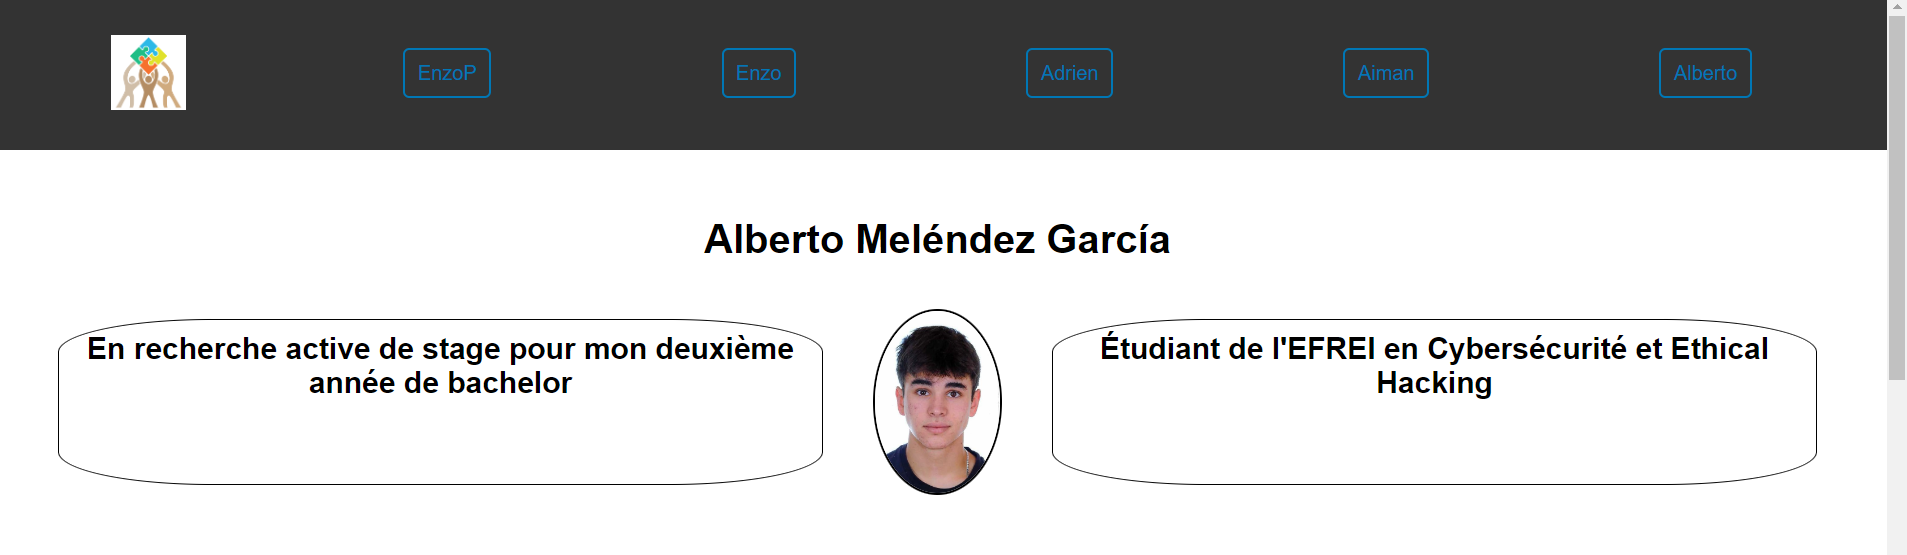 EnzoP
Enzo
Adrien
Aiman
Alberto
Alberto Meléndez García
En recherche active de stage pour mon deuxième
année de bachelor
Étudiant de l'EFREI en Cybersécurité et Ethical
Hacking